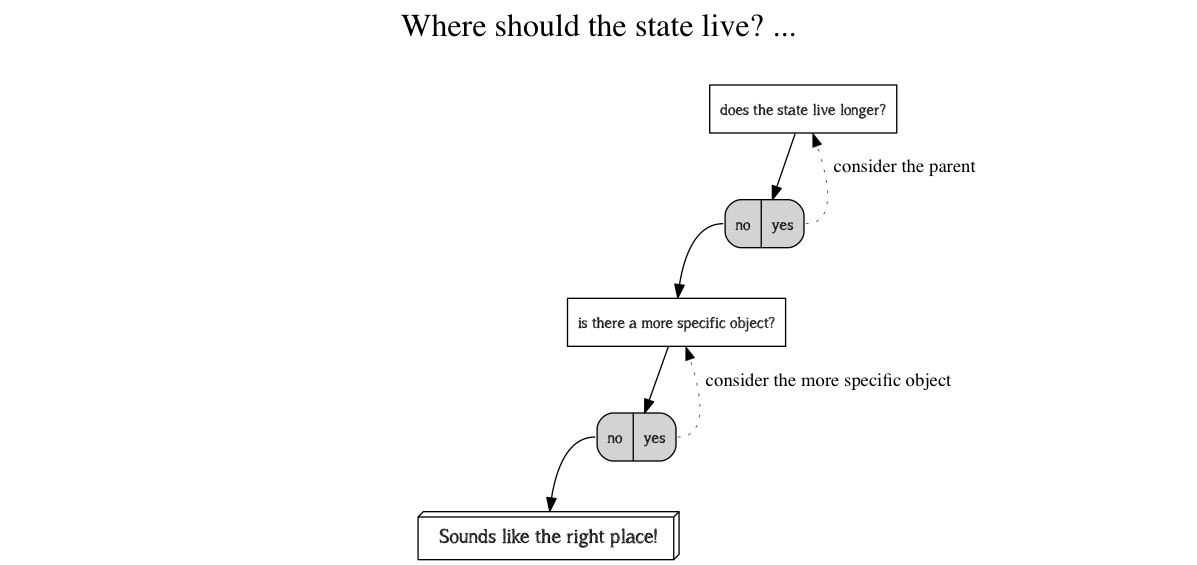 Where should the state live? ...
does the state live longer?
consider the parent
no
yes
is there a more specific object?
consider the more specific object
no
yes
Sounds like the right place!